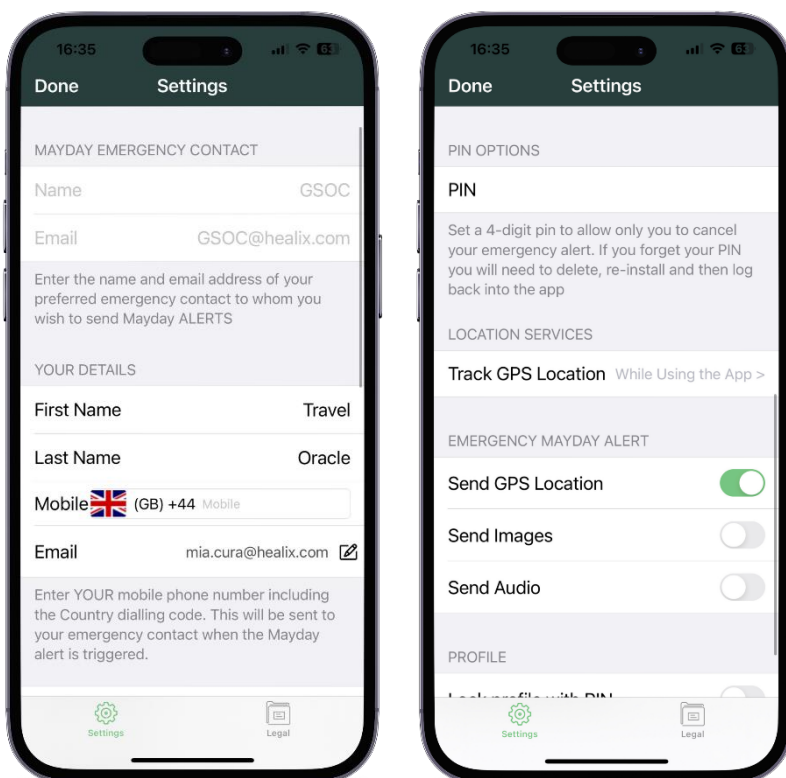 16:35
63
Done Settings
MAYDAY EMERGENCY CONTACT
Name GSOC
Email GSOC@healix.com
Enter the name and email address of your
preferred emergency contact to whom you
wish to send Mayday ALERTS
YOUR DETAILS
First Name Travel
Last Name Oracle
Mobile (GB) +44 Mobile
Email mia.cura@healix.com
Enter YOUR mobile phone number including
the Country dialling code. This will be sent to
your emergency contact when the Mayday
alert is triggered.
Settings Legal
16:35
63
Done Settings
PIN OPTIONS
PIN
Set a 4-digit pin to allow only you to cancel
your emergency alert. If you forget your PIN
you will need to delete, re-install and then log
back into the app
LOCATION SERVICES
Track GPS Location While Using the App >
EMERGENCY MAYDAY ALERT
Send GPS Location
Send Images
Send Audio
PROFILE
Lock profile with PIN
Settings Legal